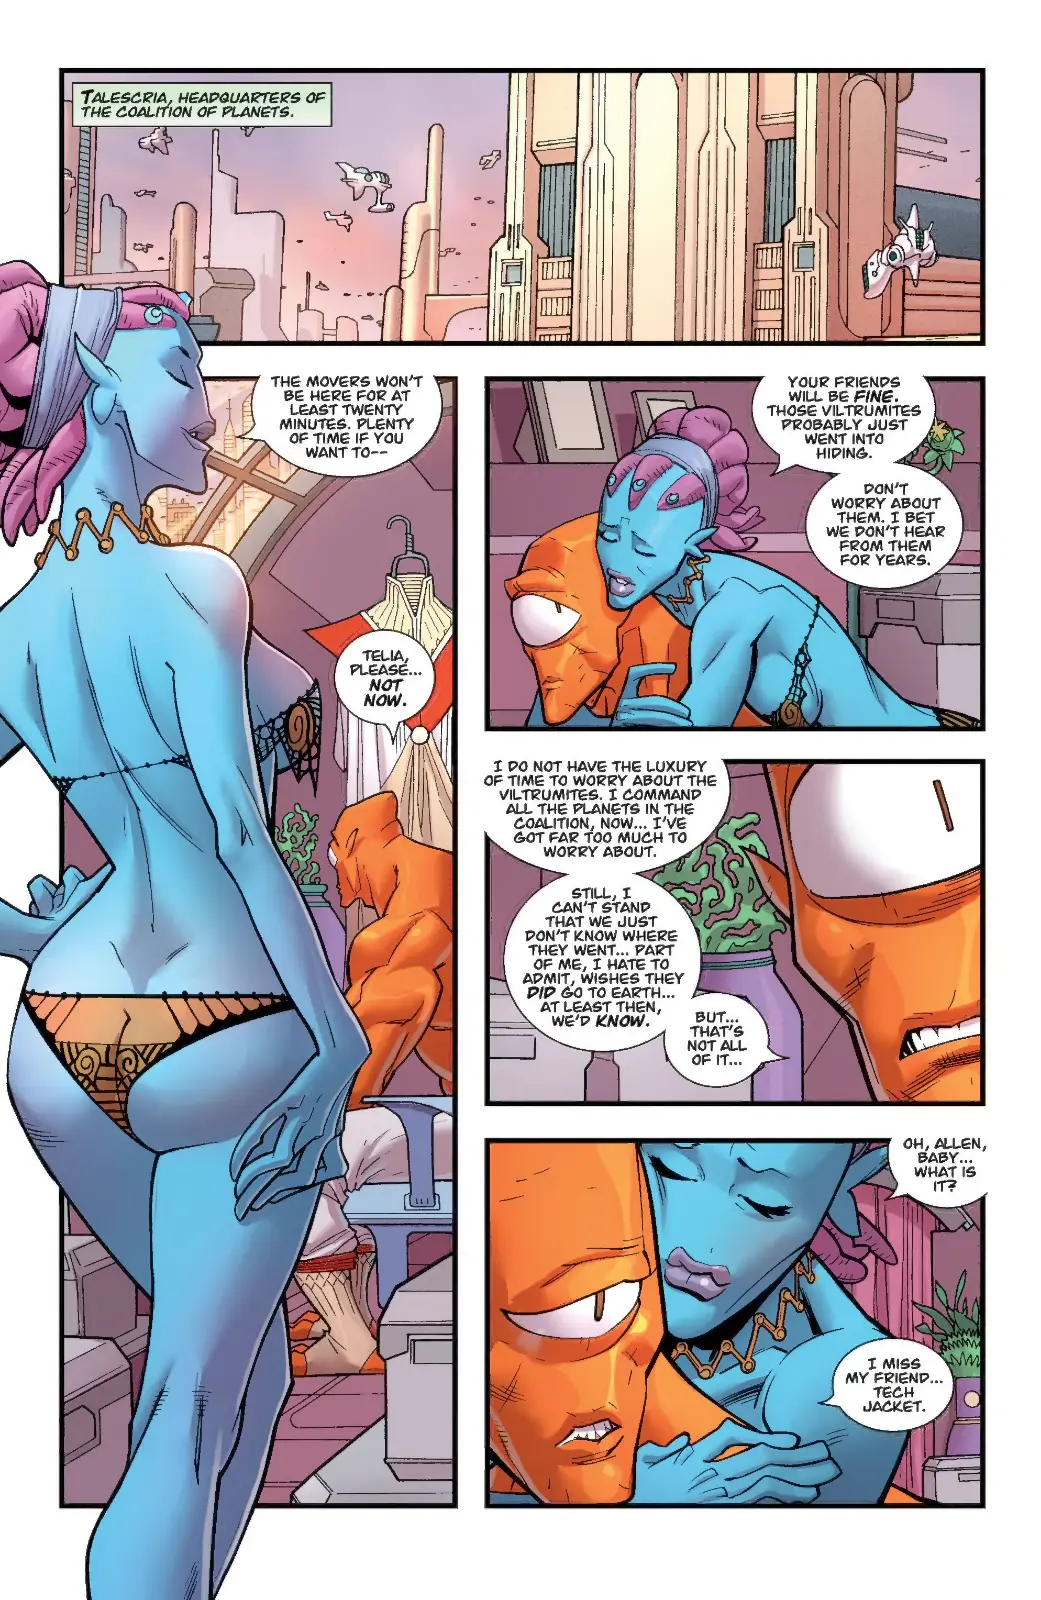 TALESCRIA, HEADQUARTERS OF
THE COALITION OF PLANETS.
THE MOVERS WON'T
BE HERE FOR AT
LEAST TWENTY
MINUTES. PLENTY
OF TIME IF YOU
WANT TO--
TELIA,
PLEASE...
NOT
NOW.
YOUR FRIENDS
WILL BE FINE.
THOSE VILTRUMITES
PROBABLY JUST
WENT INTO
HIDING.
DON'T
WORRY ABOUT
THEM. I BET
WE DON'T HEAR
FROM THEM
FOR YEARS.
I DO NOT HAVE THE LUXURY
OF TIME TO WORRY ABOUT THE
VILTRUMITES. I COMMAND
ALL THE PLANETS IN THE
COALITION, NOW... I'VE
GOT FAR TOO MUCH TO
WORRY ABOUT.
STILL, I
CAN'T STAND
THAT WE JUST
DON'T KNOW WHERE
THEY WENT... PART
OF ME, I HATE TO
ADMIT, WISHES THEY
DID GO TO EARTH...
AT LEAST THEN,
WE'D KNOW.
BUT...
THAT'S
NOT ALL
OF IT...
OH, ALLEN,
BABY...
WHAT IS
IT?
I MISS
MY FRIEND...
TECH
JACKET.